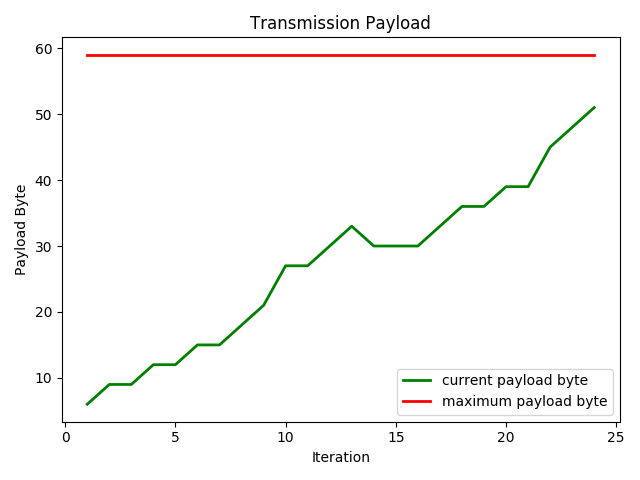 Transmission Payload
60
50
40
30
20
10
Payload Byte
current payload byte
maximum payload byte
0 5 10 15 20 25
Iteration